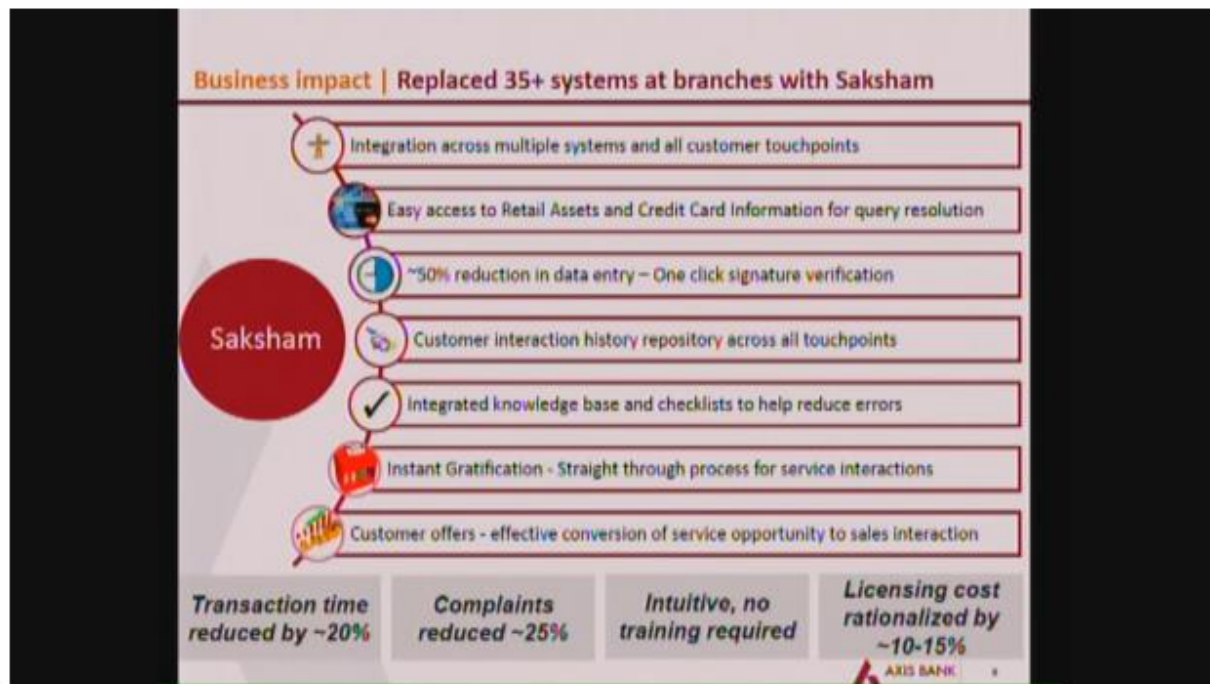 Business impact | Replaced 35+ systems at branches with Saksham
Integration across multiple systems and all customer touchpoints
Easy access to Retail Assets and Credit Card Information for query resolution
~50% reduction in data entry – One click signature verification
Saksham
Customer interaction history repository across all touchpoints
Integrated knowledge base and checklists to help reduce errors
Instant Gratification - Straight through process for service interactions
Customer offers - effective conversion of service opportunity to sales interaction
Transaction time
reduced by ~20%
Complaints
reduced ~25%
Intuitive, no
training required
Licensing cost
rationalized by
~10-15%
AXIS BANK